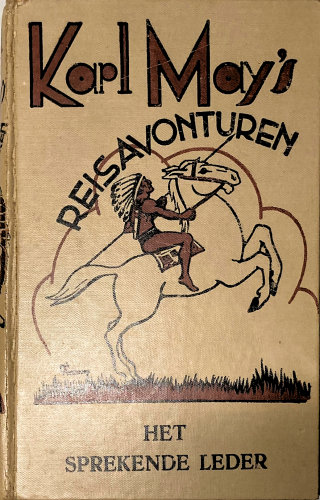 Karl May's
REISAVONTUREN
HET
SPREKENDE LEDER